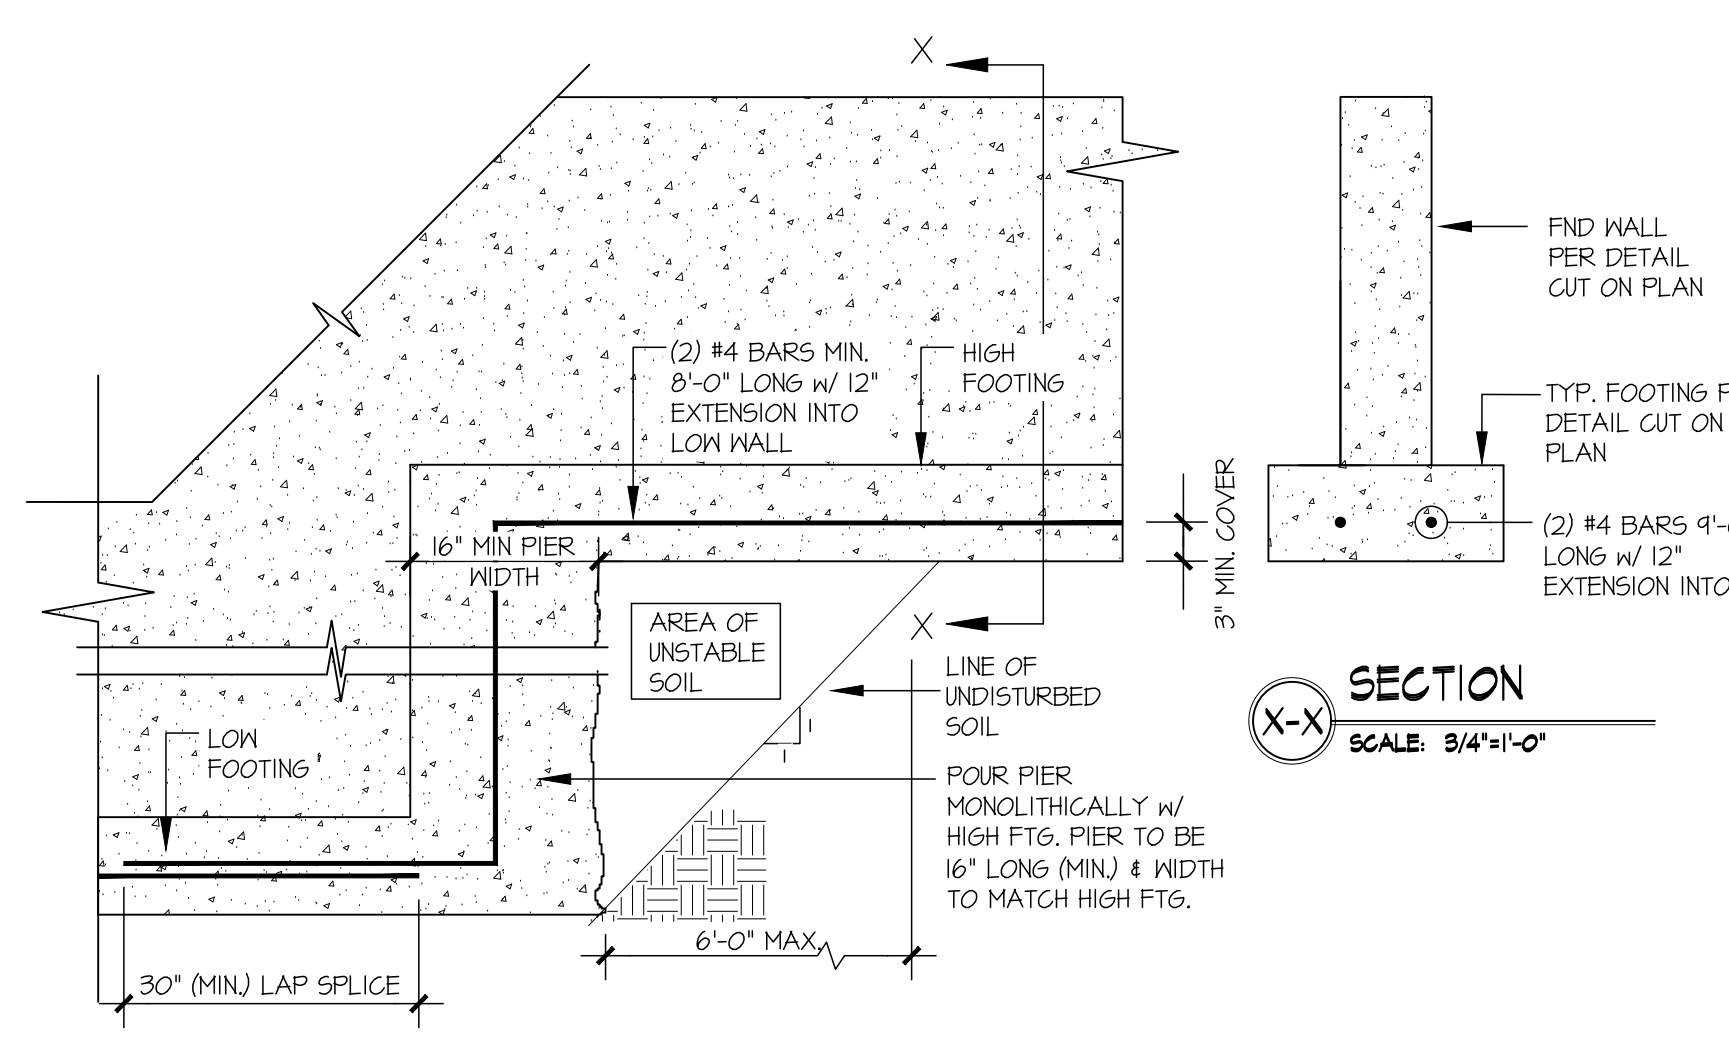 X
(2) #4 BARS MIN.
8'-0" LONG W/ 12"
EXTENSION INTO
LOW WALL
HIGH
FOOTING
16" MIN PIER
WIDTH
3" MIN. COVER
AREA OF
UNSTABLE
SOIL
X
LINE OF
UNDISTURBED
SOIL
1
1
LOW
FOOTING
POUR PIER
MONOLITHICALLY W/
HIGH FTG. PIER TO BE
16" LONG (MIN.) & WIDTH
TO MATCH HIGH FTG.
6'-0" MAX.
30" (MIN.) LAP SPLICE
FND WALL
PER DETAIL
CUT ON PLAN
TYP. FOOTING
DETAIL CUT ON
PLAN
(2) #4 BARS
LONG W/ 12"
EXTENSION INTO
X-X
SECTION
SCALE: 3/4"=1'-0"